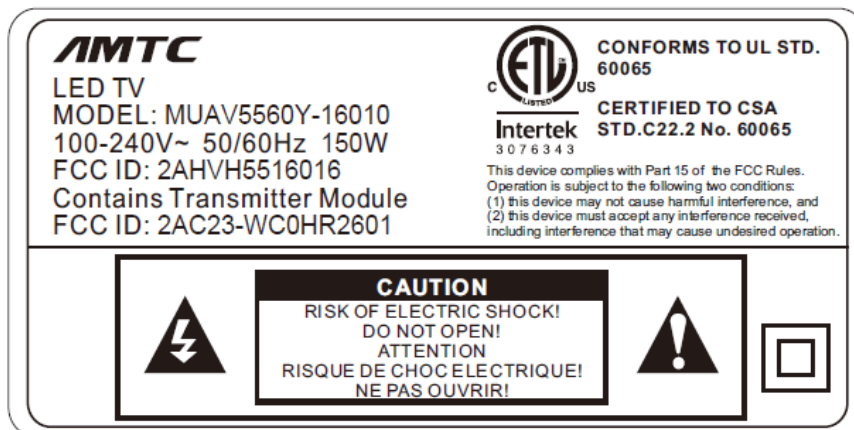 AMTC
LED TV
MODEL: MUAV5560Y-16010
100-240V~ 50/60Hz 150W
FCC ID: 2AHVH5516016
Contains Transmitter Module
FCC ID: 2AC23-WC0HR2601
ETL
LISTED
C US
Intertek
3076343
CONFORMS TO UL STD.
60065
CERTIFIED TO CSA
STD.C22.2 No. 60065
This device complies with Part 15 of the FCC Rules.
Operation is subject to the following two conditions:
(1) this device may not cause harmful interference, and
(2) this device must accept any interference received,
including interference that may cause undesired operation.
CAUTION
RISK OF ELECTRIC SHOCK!
DO NOT OPEN!
ATTENTION
RISQUE DE CHOC ELECTRIQUE!
NE PAS OUVRIR!